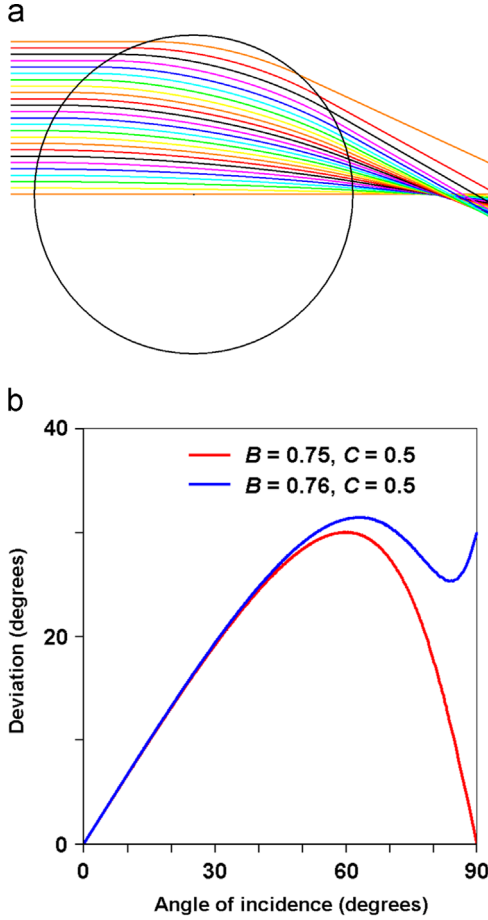 a
b
40
B = 0.75, C = 0.5
B = 0.76, C = 0.5
20
0
Deviation (degrees)
0 30 60 90
Angle of incidence (degrees)